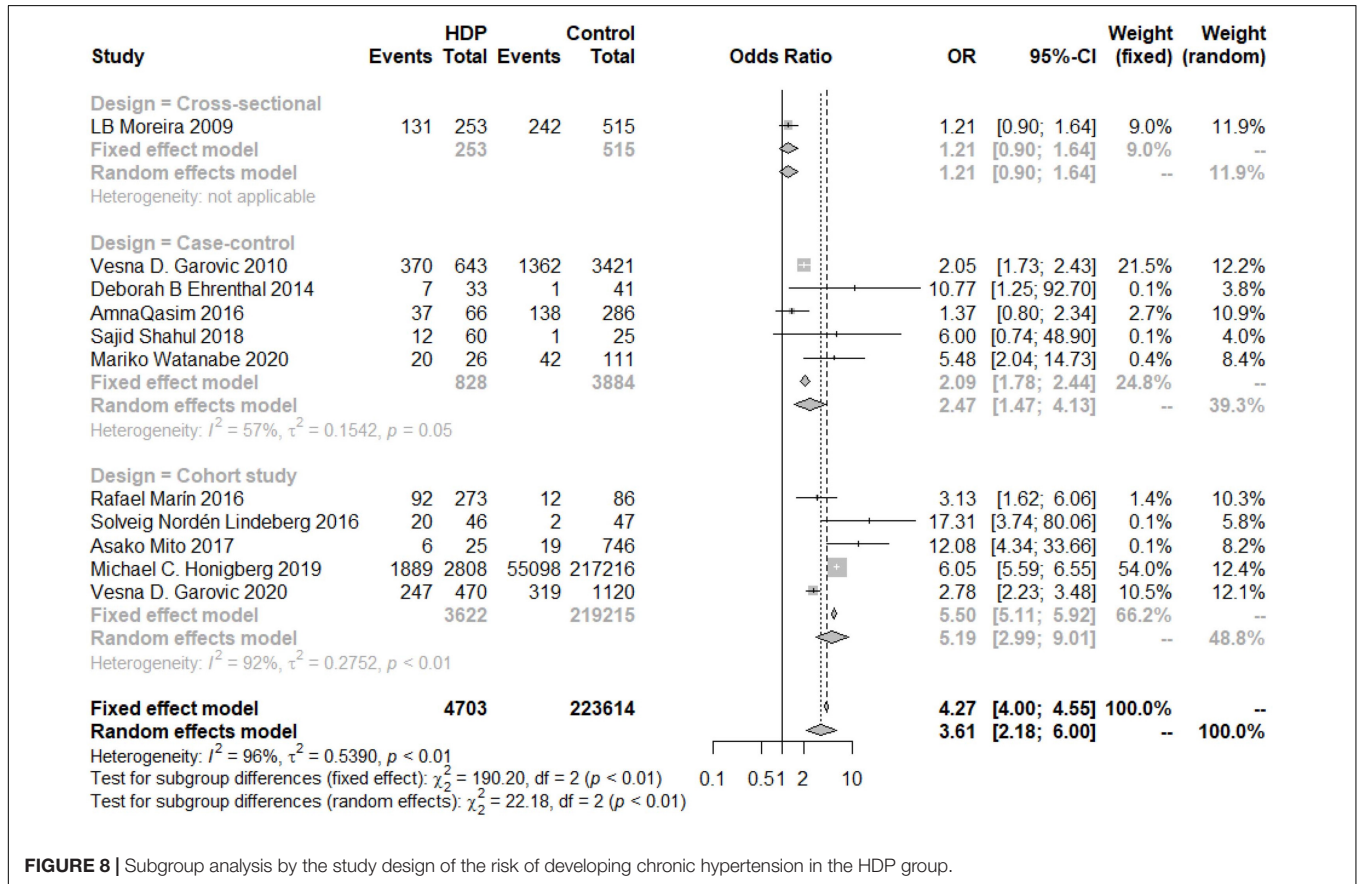 HDP Control Weight Weight
Study Events Total Events Total Odds Ratio OR 95%-CI (fixed) (random)
Design = Cross-sectional
LB Moreira 2009 131 253 242 515 1.21 [0.90; 1.64] 9.0% 11.9%
Fixed effect model 253 515 1.21 [0.90; 1.64] 9.0% --
Random effects model 1.21 [0.90; 1.64] -- 11.9%
Heterogeneity: not applicable
Design = Case-control
Vesna D. Garovic 2010 370 643 1362 3421 2.05 [1.73; 2.43] 21.5% 12.2%
Deborah B Ehrenthal 2014 7 33 1 41 10.77 [1.25; 92.70] 0.1% 3.8%
AmnaQasim 2016 37 66 138 286 1.37 [0.80; 2.34] 2.7% 10.9%
Sajid Shahul 2018 12 60 1 25 6.00 [0.74; 48.90] 0.1% 4.0%
Mariko Watanabe 2020 20 26 42 111 5.48 [2.04; 14.73] 0.4% 8.4%
Fixed effect model 828 3884 2.09 [1.78; 2.44] 24.8% --
Random effects model 2.47 [1.47; 4.13] -- 39.3%
Heterogeneity: I² = 57%, τ² = 0.1542, p = 0.05
Design = Cohort study
Rafael Marín 2016 92 273 12 86 3.13 [1.62; 6.06] 1.4% 10.3%
Solveig Nordén Lindeberg 2016 20 46 2 47 17.31 [3.74; 80.06] 0.1% 5.8%
Asako Mito 2017 6 25 19 746 12.08 [4.34; 33.66] 0.1% 8.2%
Michael C. Honigberg 2019 1889 2808 55098 217216 6.05 [5.59; 6.55] 54.0% 12.4%
Vesna D. Garovic 2020 247 470 319 1120 2.78 [2.23; 3.48] 10.5% 12.1%
Fixed effect model 3622 219215 5.50 [5.11; 5.92] 66.2% --
Random effects model 5.19 [2.99; 9.01] -- 48.8%
Heterogeneity: I² = 92%, τ² = 0.2752, p < 0.01
Fixed effect model 4703 223614 4.27 [4.00; 4.55] 100.0% --
Random effects model 3.61 [2.18; 6.00] -- 100.0%
Heterogeneity: I² = 96%, τ² = 0.5390, p < 0.01
Test for subgroup differences (fixed effect): χ²₂ = 190.20, df = 2 (p < 0.01) 0.1 0.5 1 2 10
Test for subgroup differences (random effects): χ²₂ = 22.18, df = 2 (p < 0.01)
FIGURE 8 | Subgroup analysis by the study design of the risk of developing chronic hypertension in the HDP group.